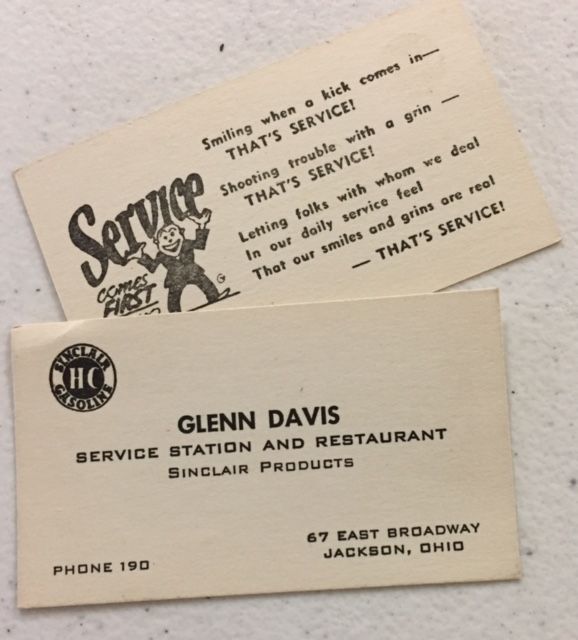 Smiling when a kick comes in—
THAT'S SERVICE!
Shooting trouble with a grin —
THAT'S SERVICE!
Letting folks with whom we deal
In our daily service feel
That our smiles and grins are real
— THAT'S SERVICE!
Service
COMES
FIRST
SINCLAIR
HC
GASOLINE
GLENN DAVIS
SERVICE STATION AND RESTAURANT
SINCLAIR PRODUCTS
67 EAST BROADWAY
JACKSON, OHIO
PHONE 190